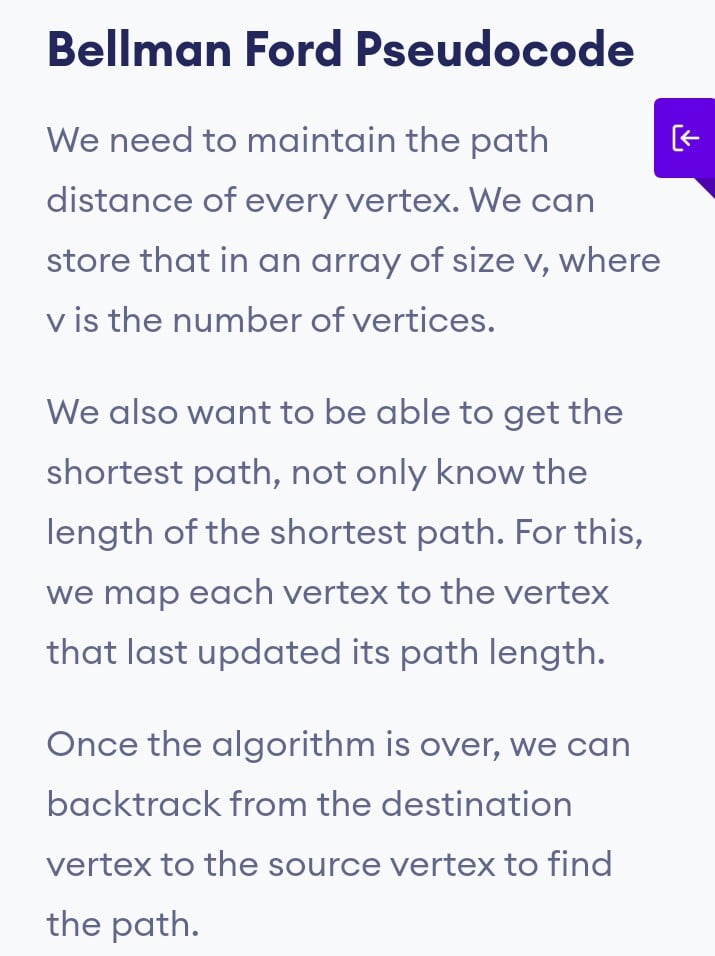 Bellman Ford Pseudocode
We need to maintain the path
distance of every vertex. We can
store that in an array of size v, where
v is the number of vertices.
We also want to be able to get the
shortest path, not only know the
length of the shortest path. For this,
we map each vertex to the vertex
that last updated its path length.
Once the algorithm is over, we can
backtrack from the destination
vertex to the source vertex to find
the path.